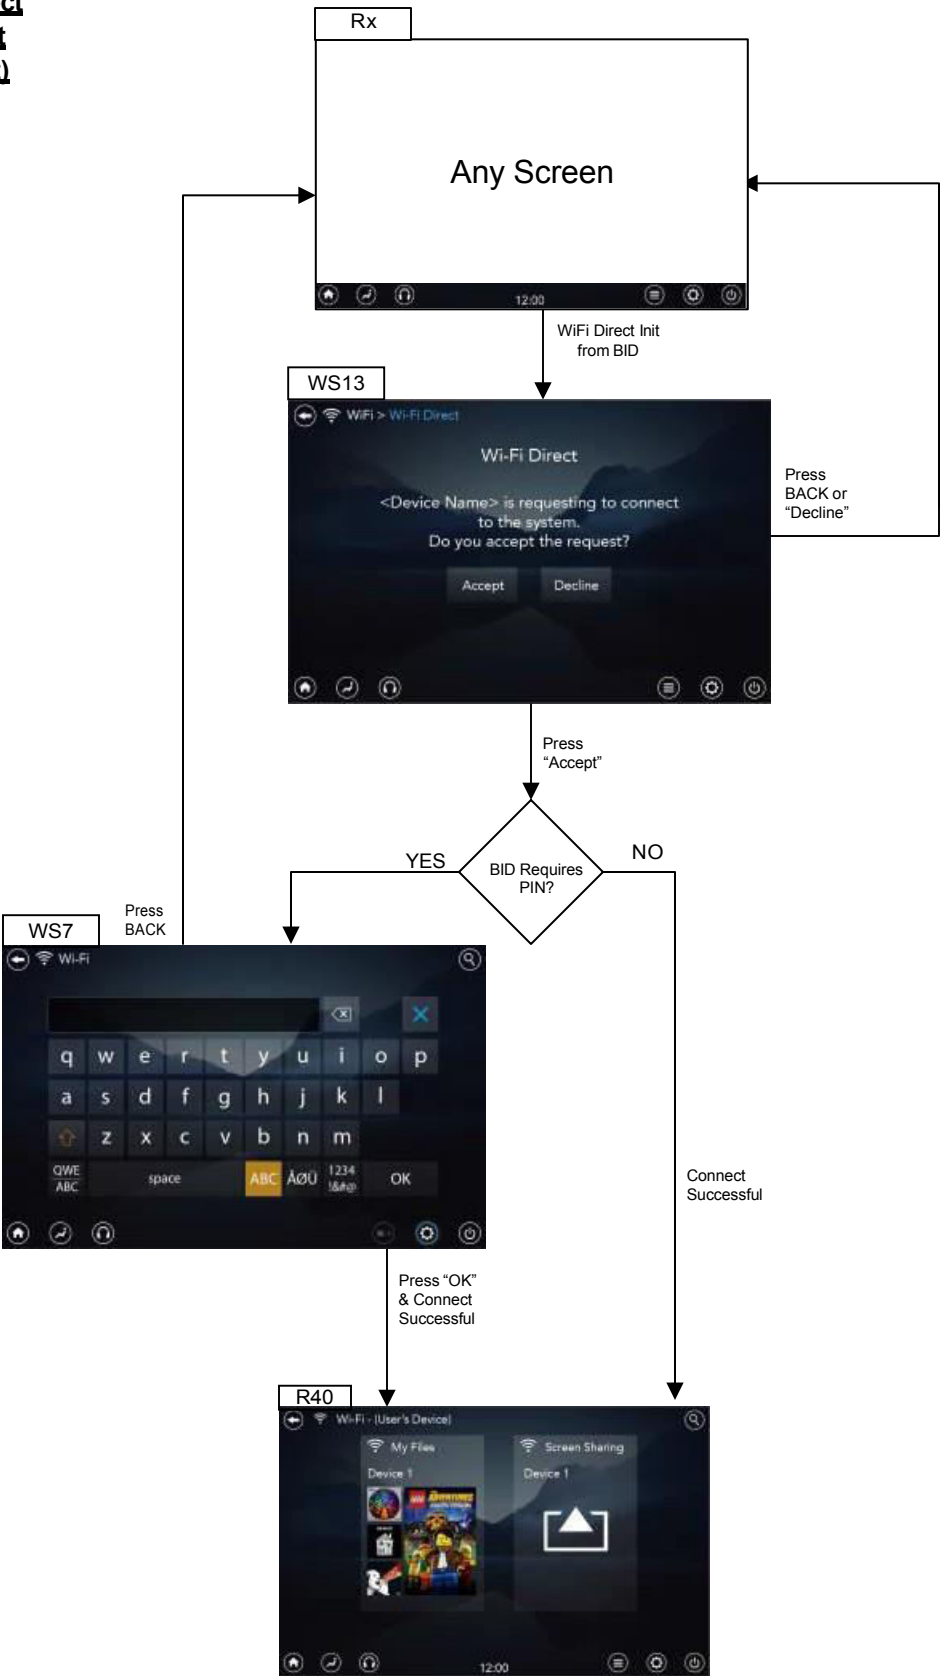 Rx
Any Screen
12:00
WiFi Direct Init
from BID
WS13
WiFi > Wi-Fi Direct
Wi-Fi Direct
<Device Name> is requesting to connect
to the system.
Do you accept the request?
Accept Decline
Press
BACK or
“Decline”
Press
“Accept”
BID Requires
PIN?
YES
NO
Press
BACK
WS7
Wi-Fi
q w e r t y u i o p
a s d f g h j k l
z x c v b n m
QWE
ABC
space
ABC
ÅØÜ
1234
!&#@
OK
Connect
Successful
Press “OK”
& Connect
Successful
R40
Wi-Fi - (User's Device)
My Files
Device 1
Screen Sharing
Device 1
12:00